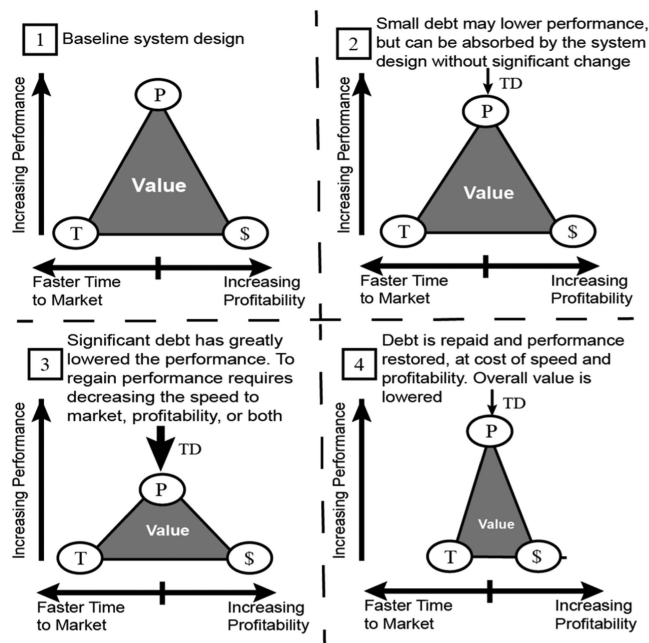 1
Baseline system design
Increasing Performance
P
Value
T
$
Faster Time
to Market
Increasing
Profitability
2
Small debt may lower performance,
but can be absorbed by the system
design without significant change
TD
Increasing Performance
P
Value
T
$
Faster Time
to Market
Increasing
Profitability
3
Significant debt has greatly
lowered the performance. To
regain performance requires
decreasing the speed to
market, profitability, or both
TD
Increasing Performance
P
Value
T
$
Faster Time
to Market
Increasing
Profitability
4
Debt is repaid and performance
restored, at cost of speed and
profitability. Overall value is
lowered
TD
Increasing Performance
P
Value
T
$
Faster Time
to Market
Increasing
Profitability